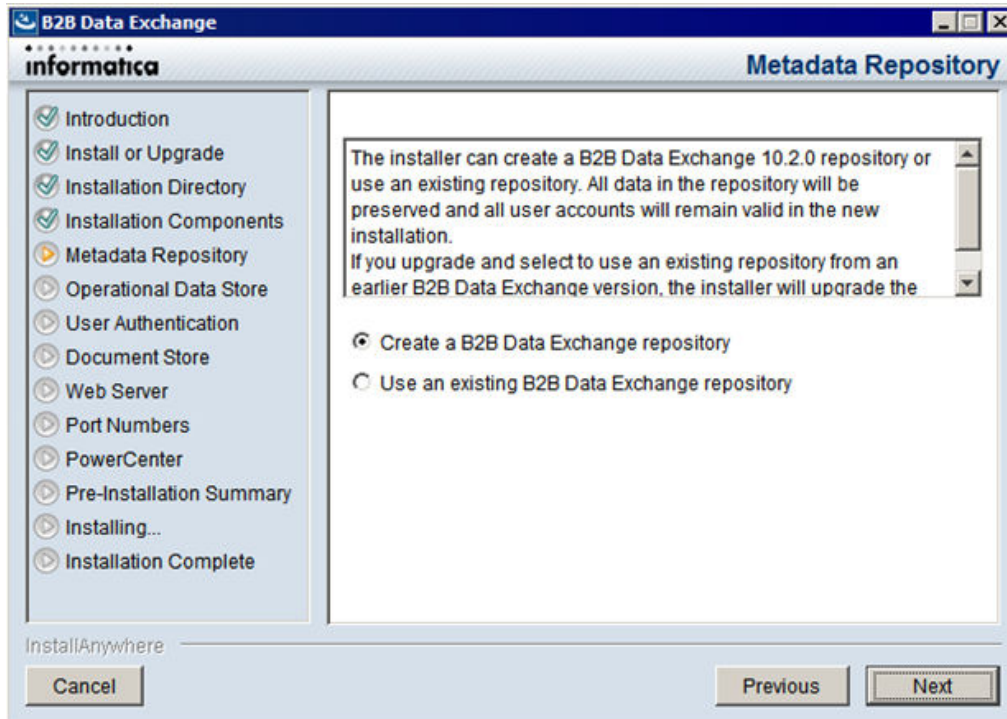 B2B Data Exchange
informatica
Metadata Repository
Introduction
Install or Upgrade
Installation Directory
Installation Components
Metadata Repository
Operational Data Store
User Authentication
Document Store
Web Server
Port Numbers
PowerCenter
Pre-Installation Summary
Installing...
Installation Complete
The installer can create a B2B Data Exchange 10.2.0 repository or
use an existing repository. All data in the repository will be
preserved and all user accounts will remain valid in the new
installation.
If you upgrade and select to use an existing repository from an
earlier B2B Data Exchange version, the installer will upgrade the
Create a B2B Data Exchange repository
Use an existing B2B Data Exchange repository
InstallAnywhere
Cancel
Previous
Next